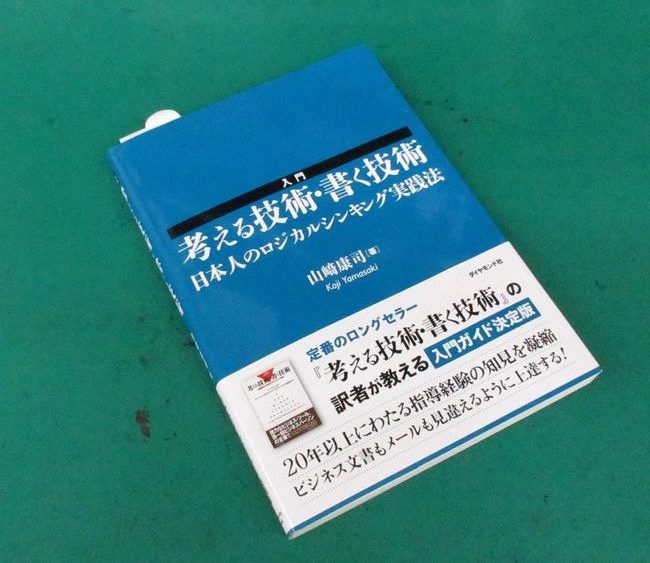 入門
考える技術・書く技術
日本人のロジカルシンキング実践法
山﨑康司[著]
Koji Yamasaki
ダイヤモンド社
定番のロングセラー
『考える技術・書く技術』の
訳者が教える 入門ガイド決定版
20年以上にわたる指導経験の知見を凝縮
ビジネス文書もメールも見違えるように上達する！